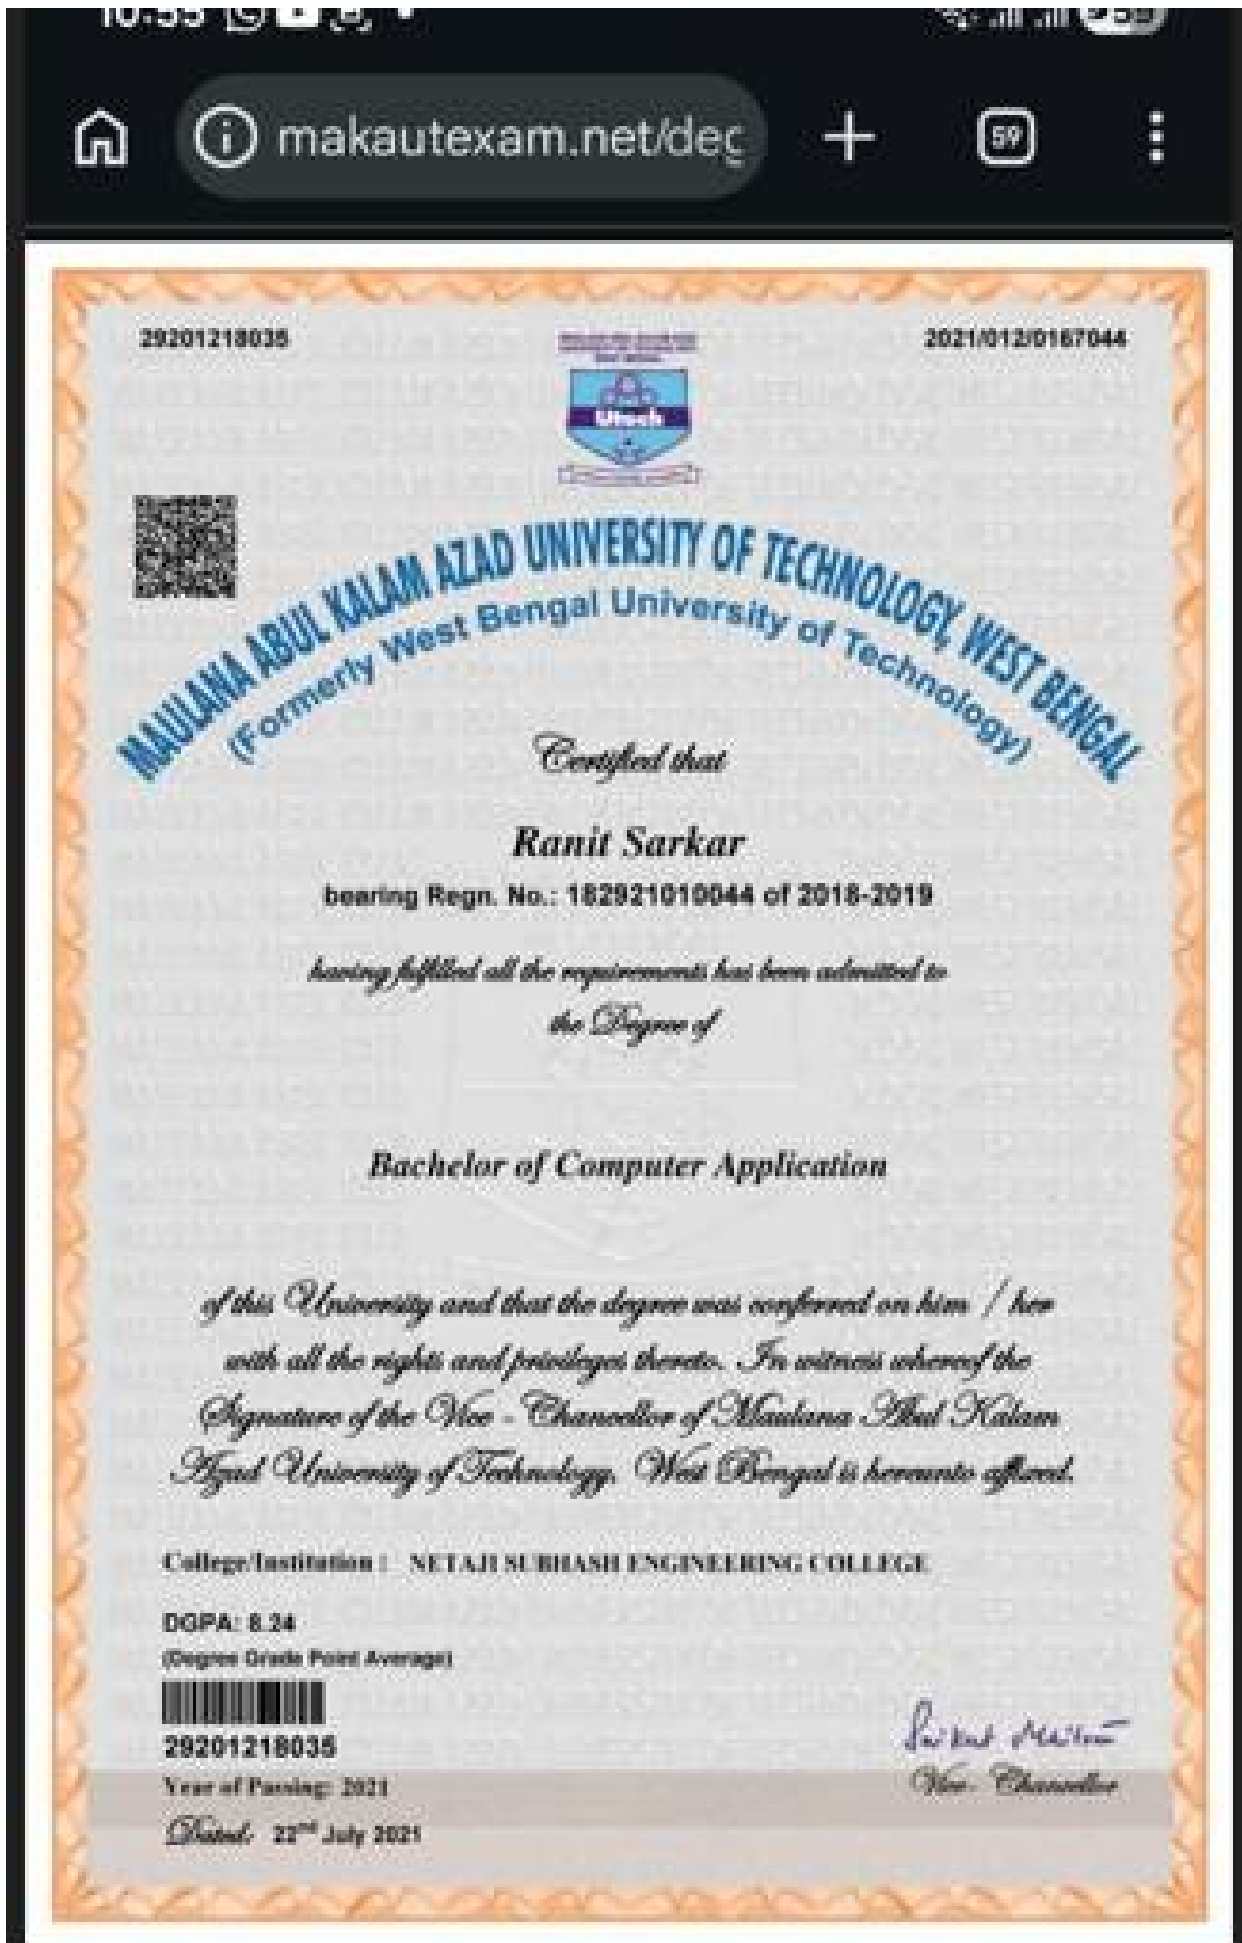 10:55
makautexam.net/deg
59
29201218035
2021/012/0167044
Utech
MAULANA ABUL KALAM AZAD UNIVERSITY OF TECHNOLOGY, WEST BENGAL
(Formerly West Bengal University of Technology)
Certified that
Ranit Sarkar
bearing Regn. No.: 182921010044 of 2018-2019
having fulfilled all the requirements has been admitted to
the Degree of
Bachelor of Computer Application
of this University and that the degree was conferred on him / her
with all the rights and privileges thereto. In witness whereof the
Signature of the Vice - Chancellor of Maulana Abul Kalam
Azad University of Technology, West Bengal is hereunto affixed.
College/Institution : NETAJI SUBHASH ENGINEERING COLLEGE
DGPA: 8.24
(Degree Grade Point Average)
29201218035
Year of Passing: 2021
Vice - Chancellor
Dated: 22nd July 2021